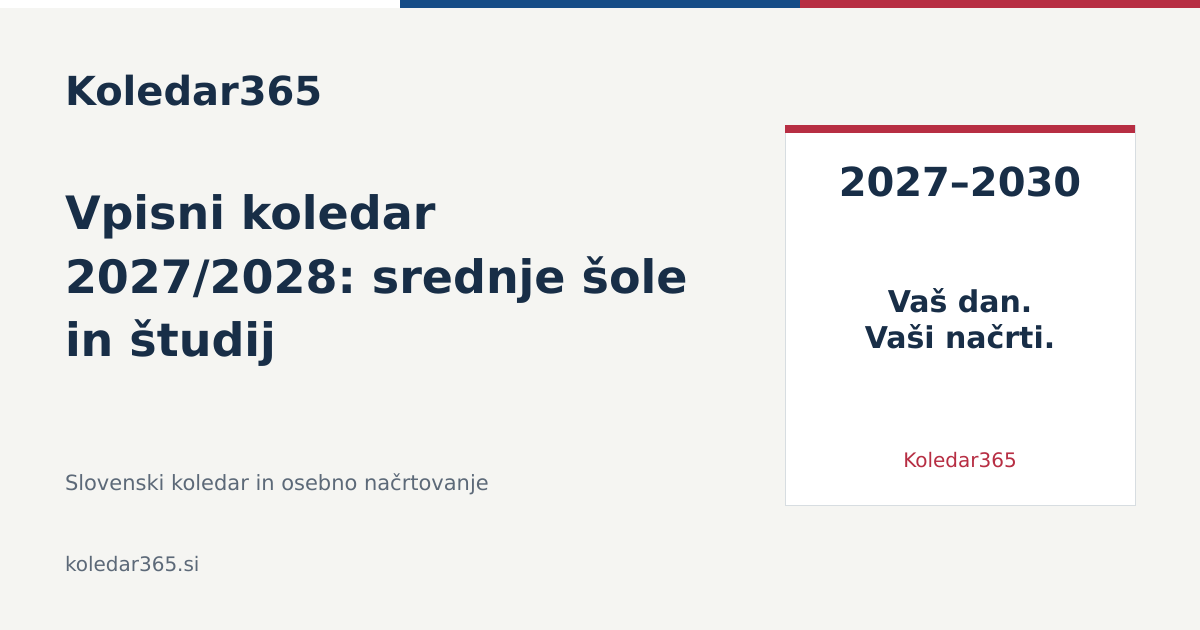 Koledar365
Vpisni koledar
2027/2028: srednje šole
in študij
Slovenski koledar in osebno načrtovanje
koledar365.si
2027–2030
Vaš dan.
Vaši načrti.
Koledar365